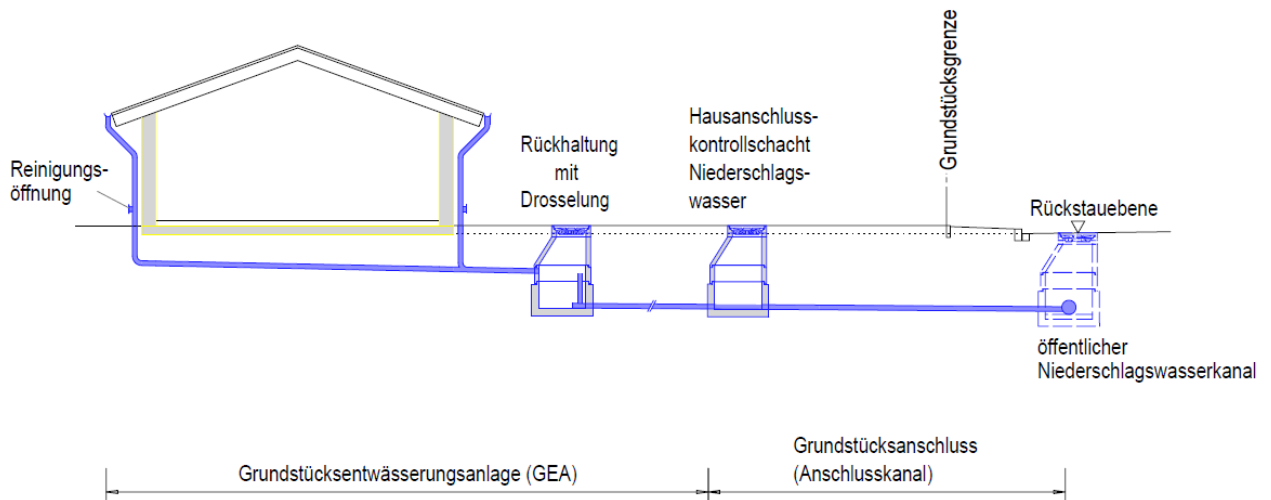 Reinigungs-
öffnung
Rückhaltung
mit
Drosselung
Hausanschluss-
kontrollschacht
Niederschlags-
wasser
Grundstücksgrenze
Rückstauebene
öffentlicher
Niederschlagswasserkanal
Grundstücksentwässerungsanlage (GEA)
Grundstücksanschluss
(Anschlusskanal)